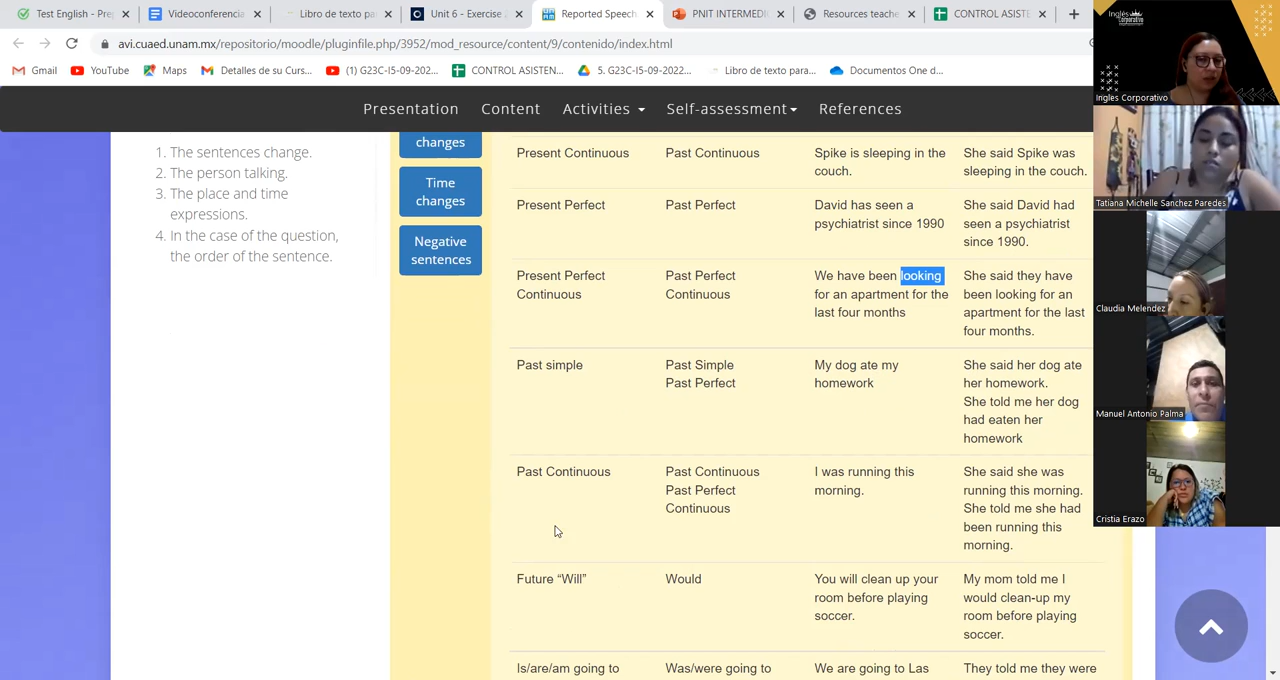 Test English - P
Videoconferencia
Libro de texto pa
Unit 6 - Exercise
Reported Speech
PNIT INTERMEDI
Resources teache
CONTROL ASIST
avi.cuaed.unam.mx/repositorio/moodle/pluginfile.php/3952/mod_resource/content/9/contenido/index.html
Gmail
YouTube
Maps
Detalles de su Curs...
(1) G23C-I5-09-202...
CONTROL ASISTEN...
5. G23C-I5-09-2022...
Libro de texto para...
Documentos One d...
Presentation
Content
Activities
Self-assessment
References
1. The sentences change.
2. The person talking.
3. The place and time
expressions.
4. In the case of the question,
the order of the sentence.
changes
Time
changes
Negative
sentences
Present Continuous
Past Continuous
Spike is sleeping in the
couch.
She said Spike was
sleeping in the couch.
Present Perfect
Past Perfect
David has seen a
psychiatrist since 1990
She said David had
seen a psychiatrist
since 1990.
Present Perfect
Continuous
Past Perfect
Continuous
We have been looking
for an apartment for the
last four months
She said they have
been looking for an
apartment for the last
four months.
Past simple
Past Simple
Past Perfect
My dog ate my
homework
She said her dog ate
her homework.
She told me her dog
had eaten her
homework
Past Continuous
Past Continuous
Past Perfect
Continuous
I was running this
morning.
She said she was
running this morning.
She told me she had
been running this
morning.
Future “Will”
Would
You will clean up your
room before playing
soccer.
My mom told me I
would clean-up my
room before playing
soccer.
Is/are/am going to
Was/were going to
We are going to Las
They told me they were
Inglés
Corporativo
Inglés Corporativo
Tatiana Michelle Sanchez Paredes
Claudia Melendez
Manuel Antonio Palma
Cristia Erazo